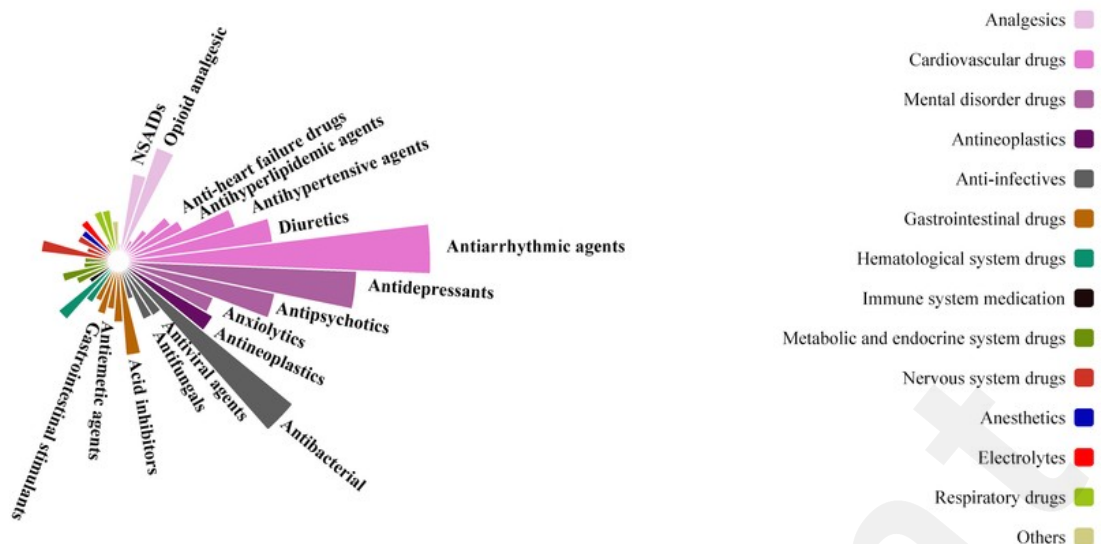 Opioid analgesic
NSAIDs
Anti-heart failure drugs
Antihyperlipidemic agents
Antihypertensive agents
Diuretics
Antiarrhythmic agents
Antidepressants
Antipsychotics
Anxiolytics
Antineoplastics
Antibacterial
Antiviral agents
Antifungals
Acid inhibitors
Antiemetic agents
Gastrointestinal stimulants
Analgesics
Cardiovascular drugs
Mental disorder drugs
Antineoplastics
Anti-infectives
Gastrointestinal drugs
Hematological system drugs
Immune system medication
Metabolic and endocrine system drugs
Nervous system drugs
Anesthetics
Electrolytes
Respiratory drugs
Others